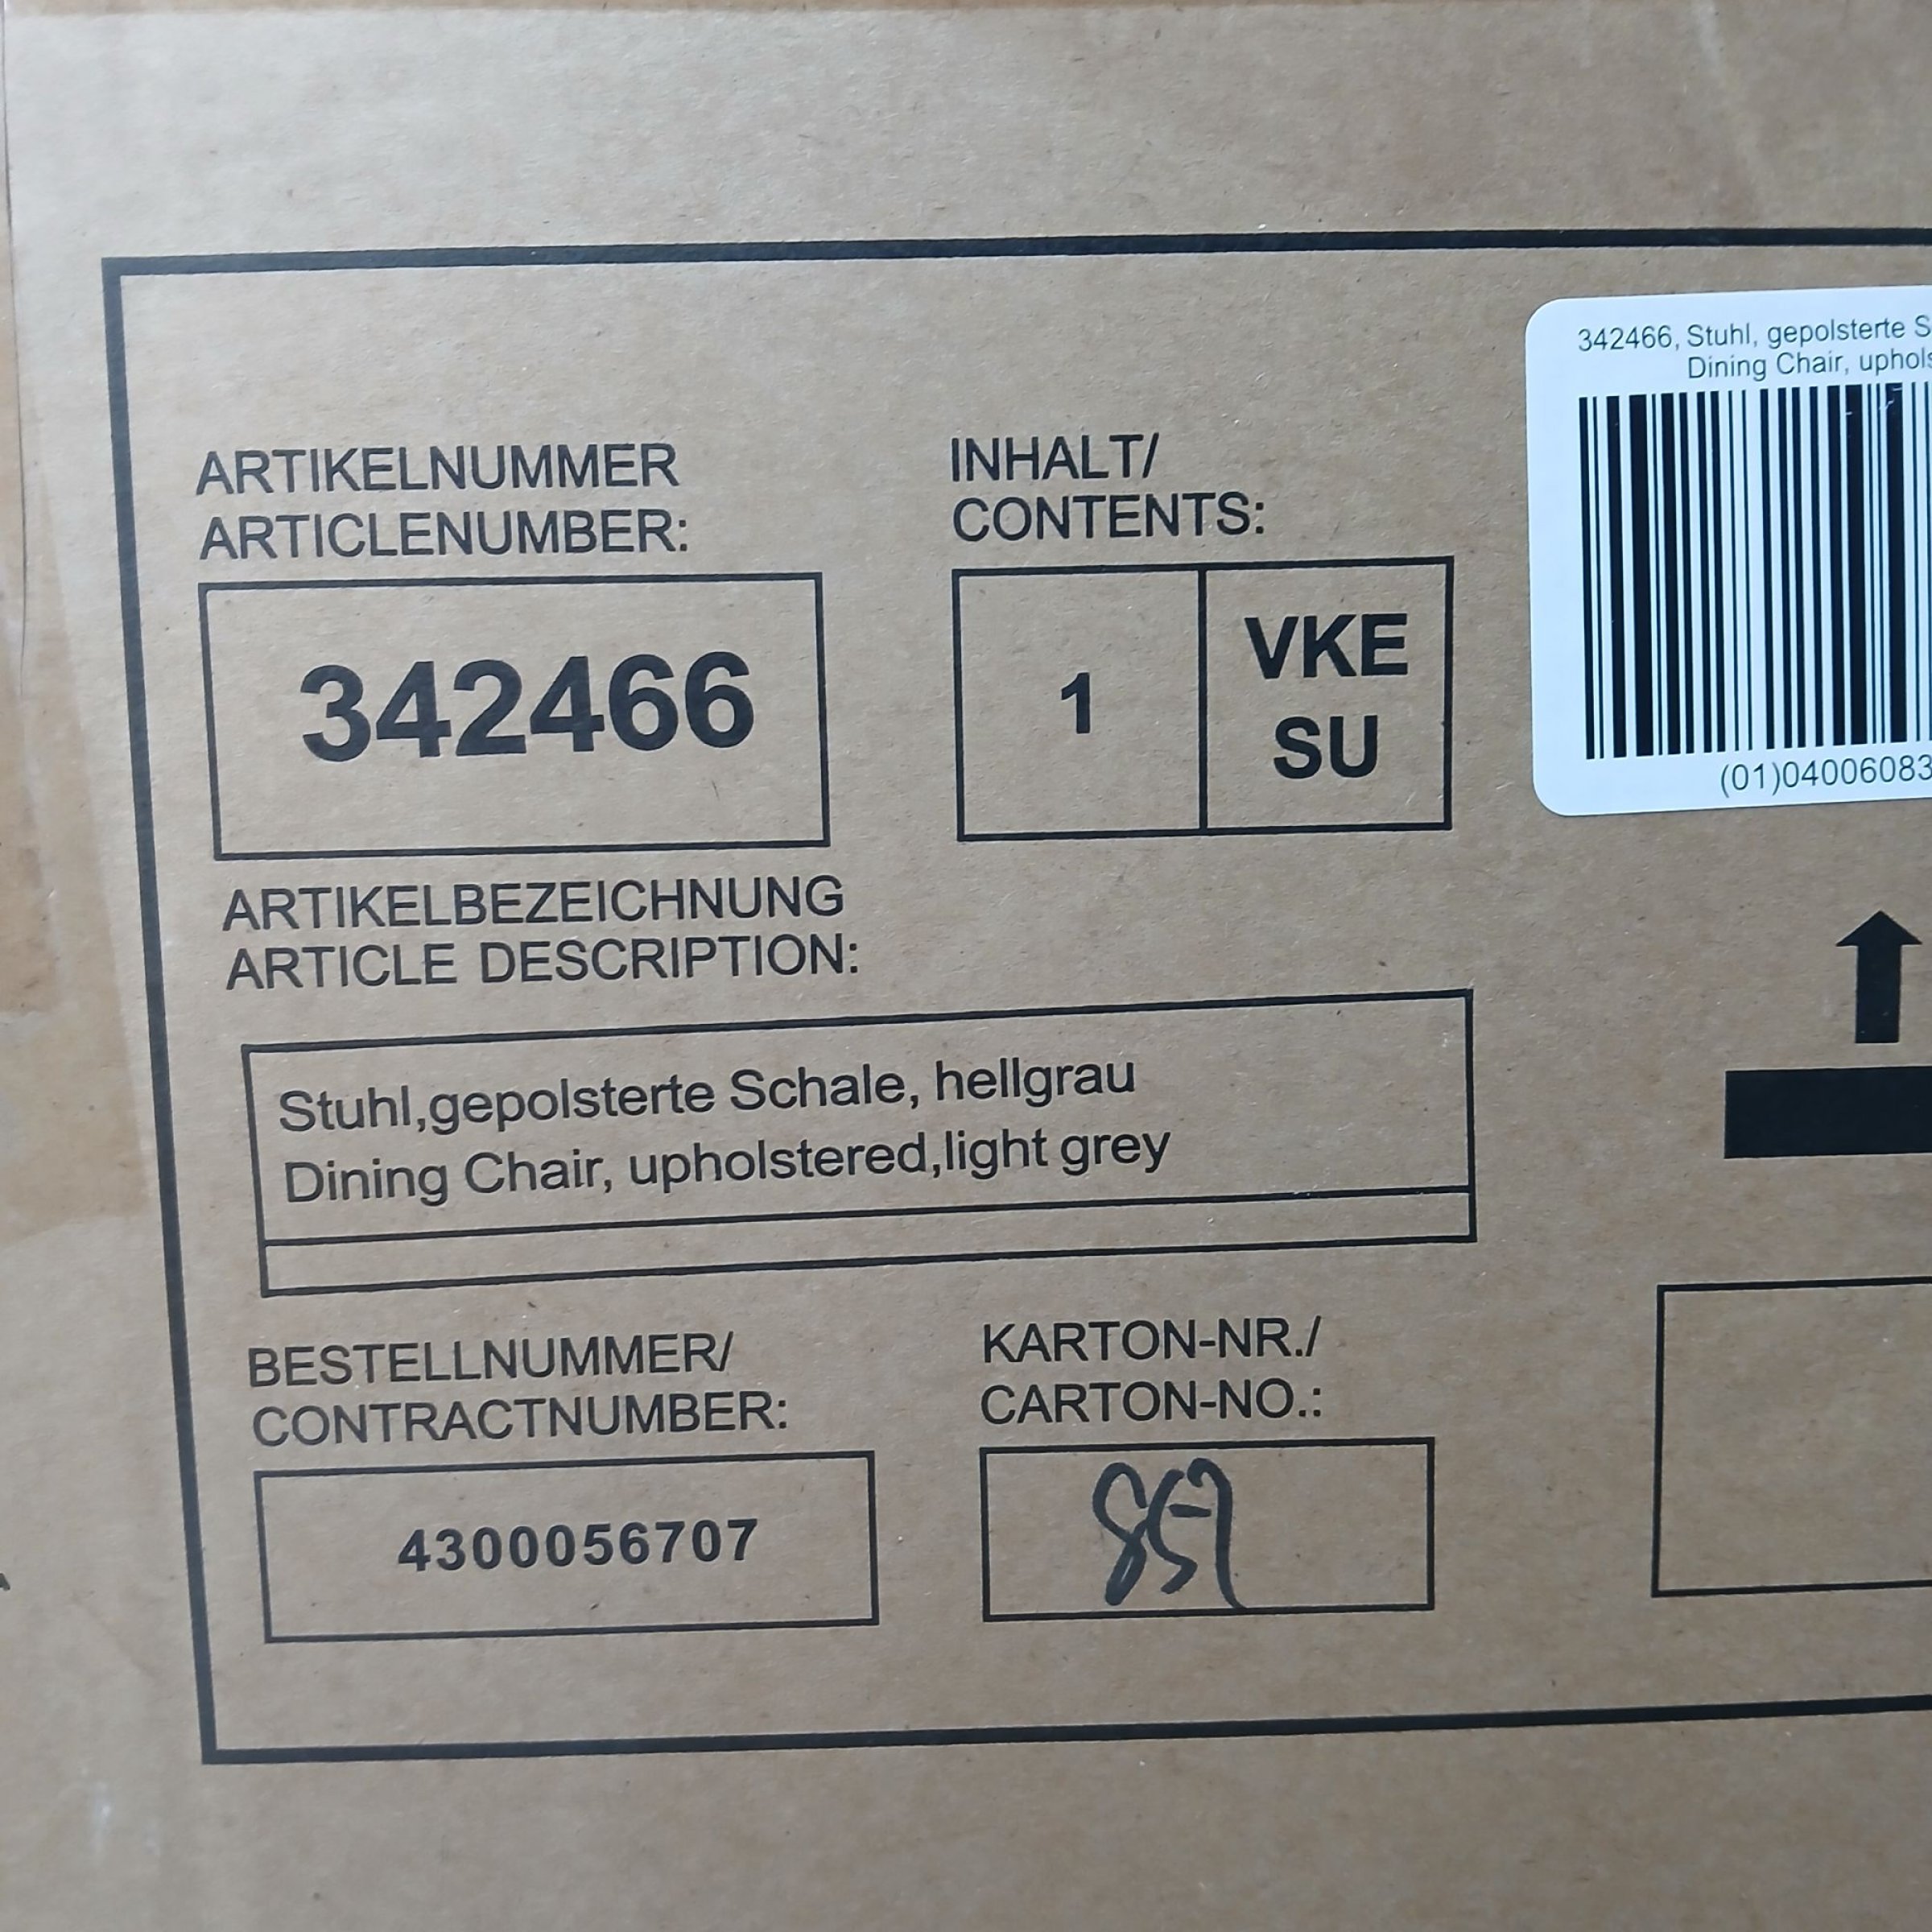 342466, Stuhl, gepolsterte S
Dining Chair, uphols
(01)04006083
ARTIKELNUMMER
ARTICLENUMBER:
342466
INHALT/
CONTENTS:
1
VKE
SU
ARTIKELBEZEICHNUNG
ARTICLE DESCRIPTION:
Stuhl,gepolsterte Schale, hellgrau
Dining Chair, upholstered,light grey
BESTELLNUMMER/
CONTRACTNUMBER:
4300056707
KARTON-NR./
CARTON-NO.:
859